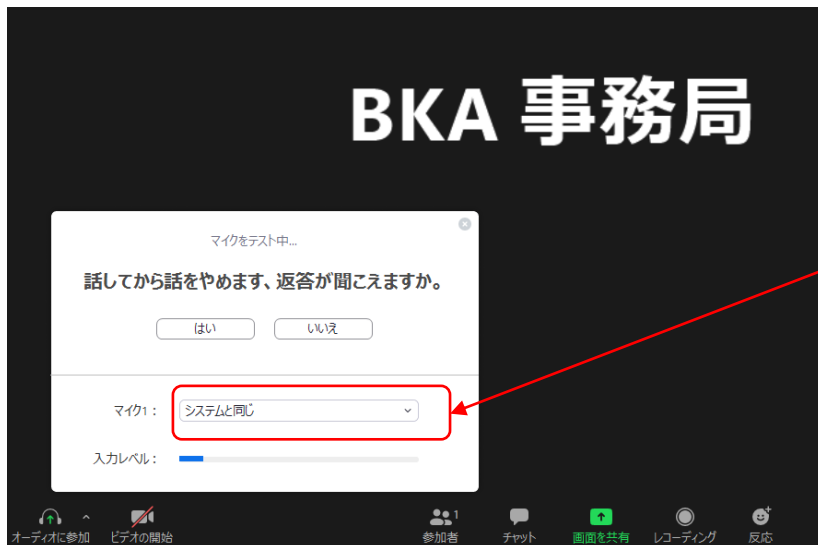 BKA 事務局
マイクをテスト中...
話してから話をやめます、返答が聞こえますか。
はい
いいえ
マイク1：
システムと同じ
入力レベル：
1
オーディオに参加
ビデオの開始
参加者
チャット
画面を共有
レコーディング
反応